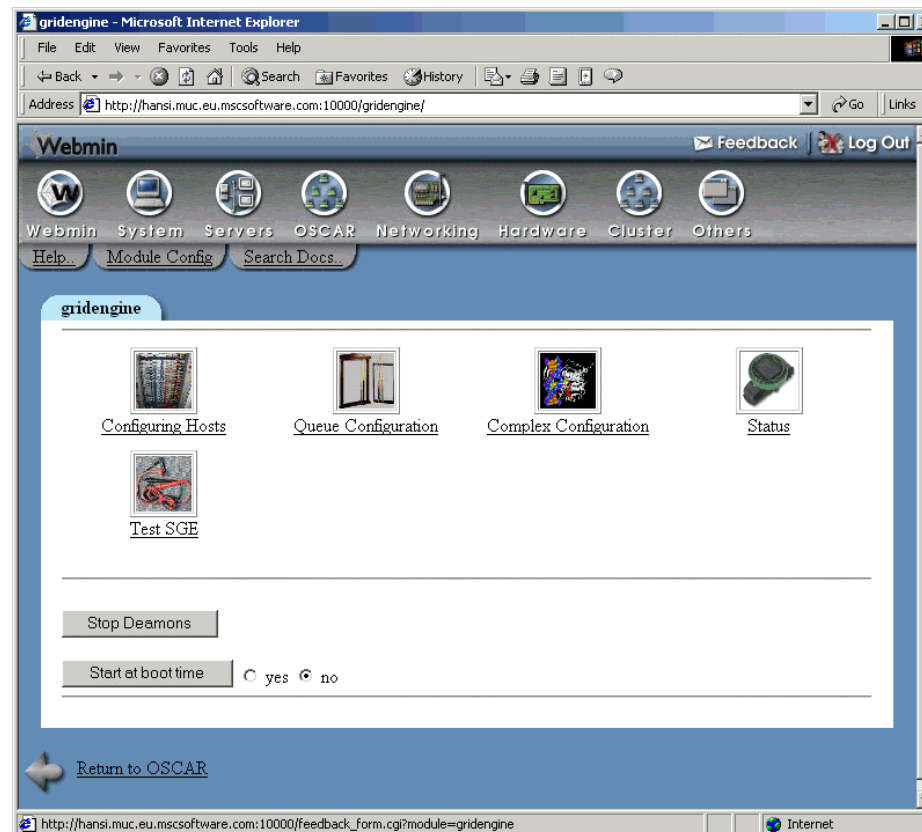 gridengine - Microsoft Internet Explorer
File Edit View Favorites Tools Help
Back Search Favorites History
Address http://hansi.muc.eu.mscsoftware.com:10000/gridengine/ Go Links
Webmin Feedback Log Out
Webmin System Servers OSCAR Networking Hardware Cluster Others
Help.. Module Config Search Docs..
gridengine
Configuring Hosts Queue Configuration Complex Configuration Status
Test SGE
Stop Deamons
Start at boot time yes no
Return to OSCAR
http://hansi.muc.eu.mscsoftware.com:10000/feedback_form.cgi?module=gridengine Internet